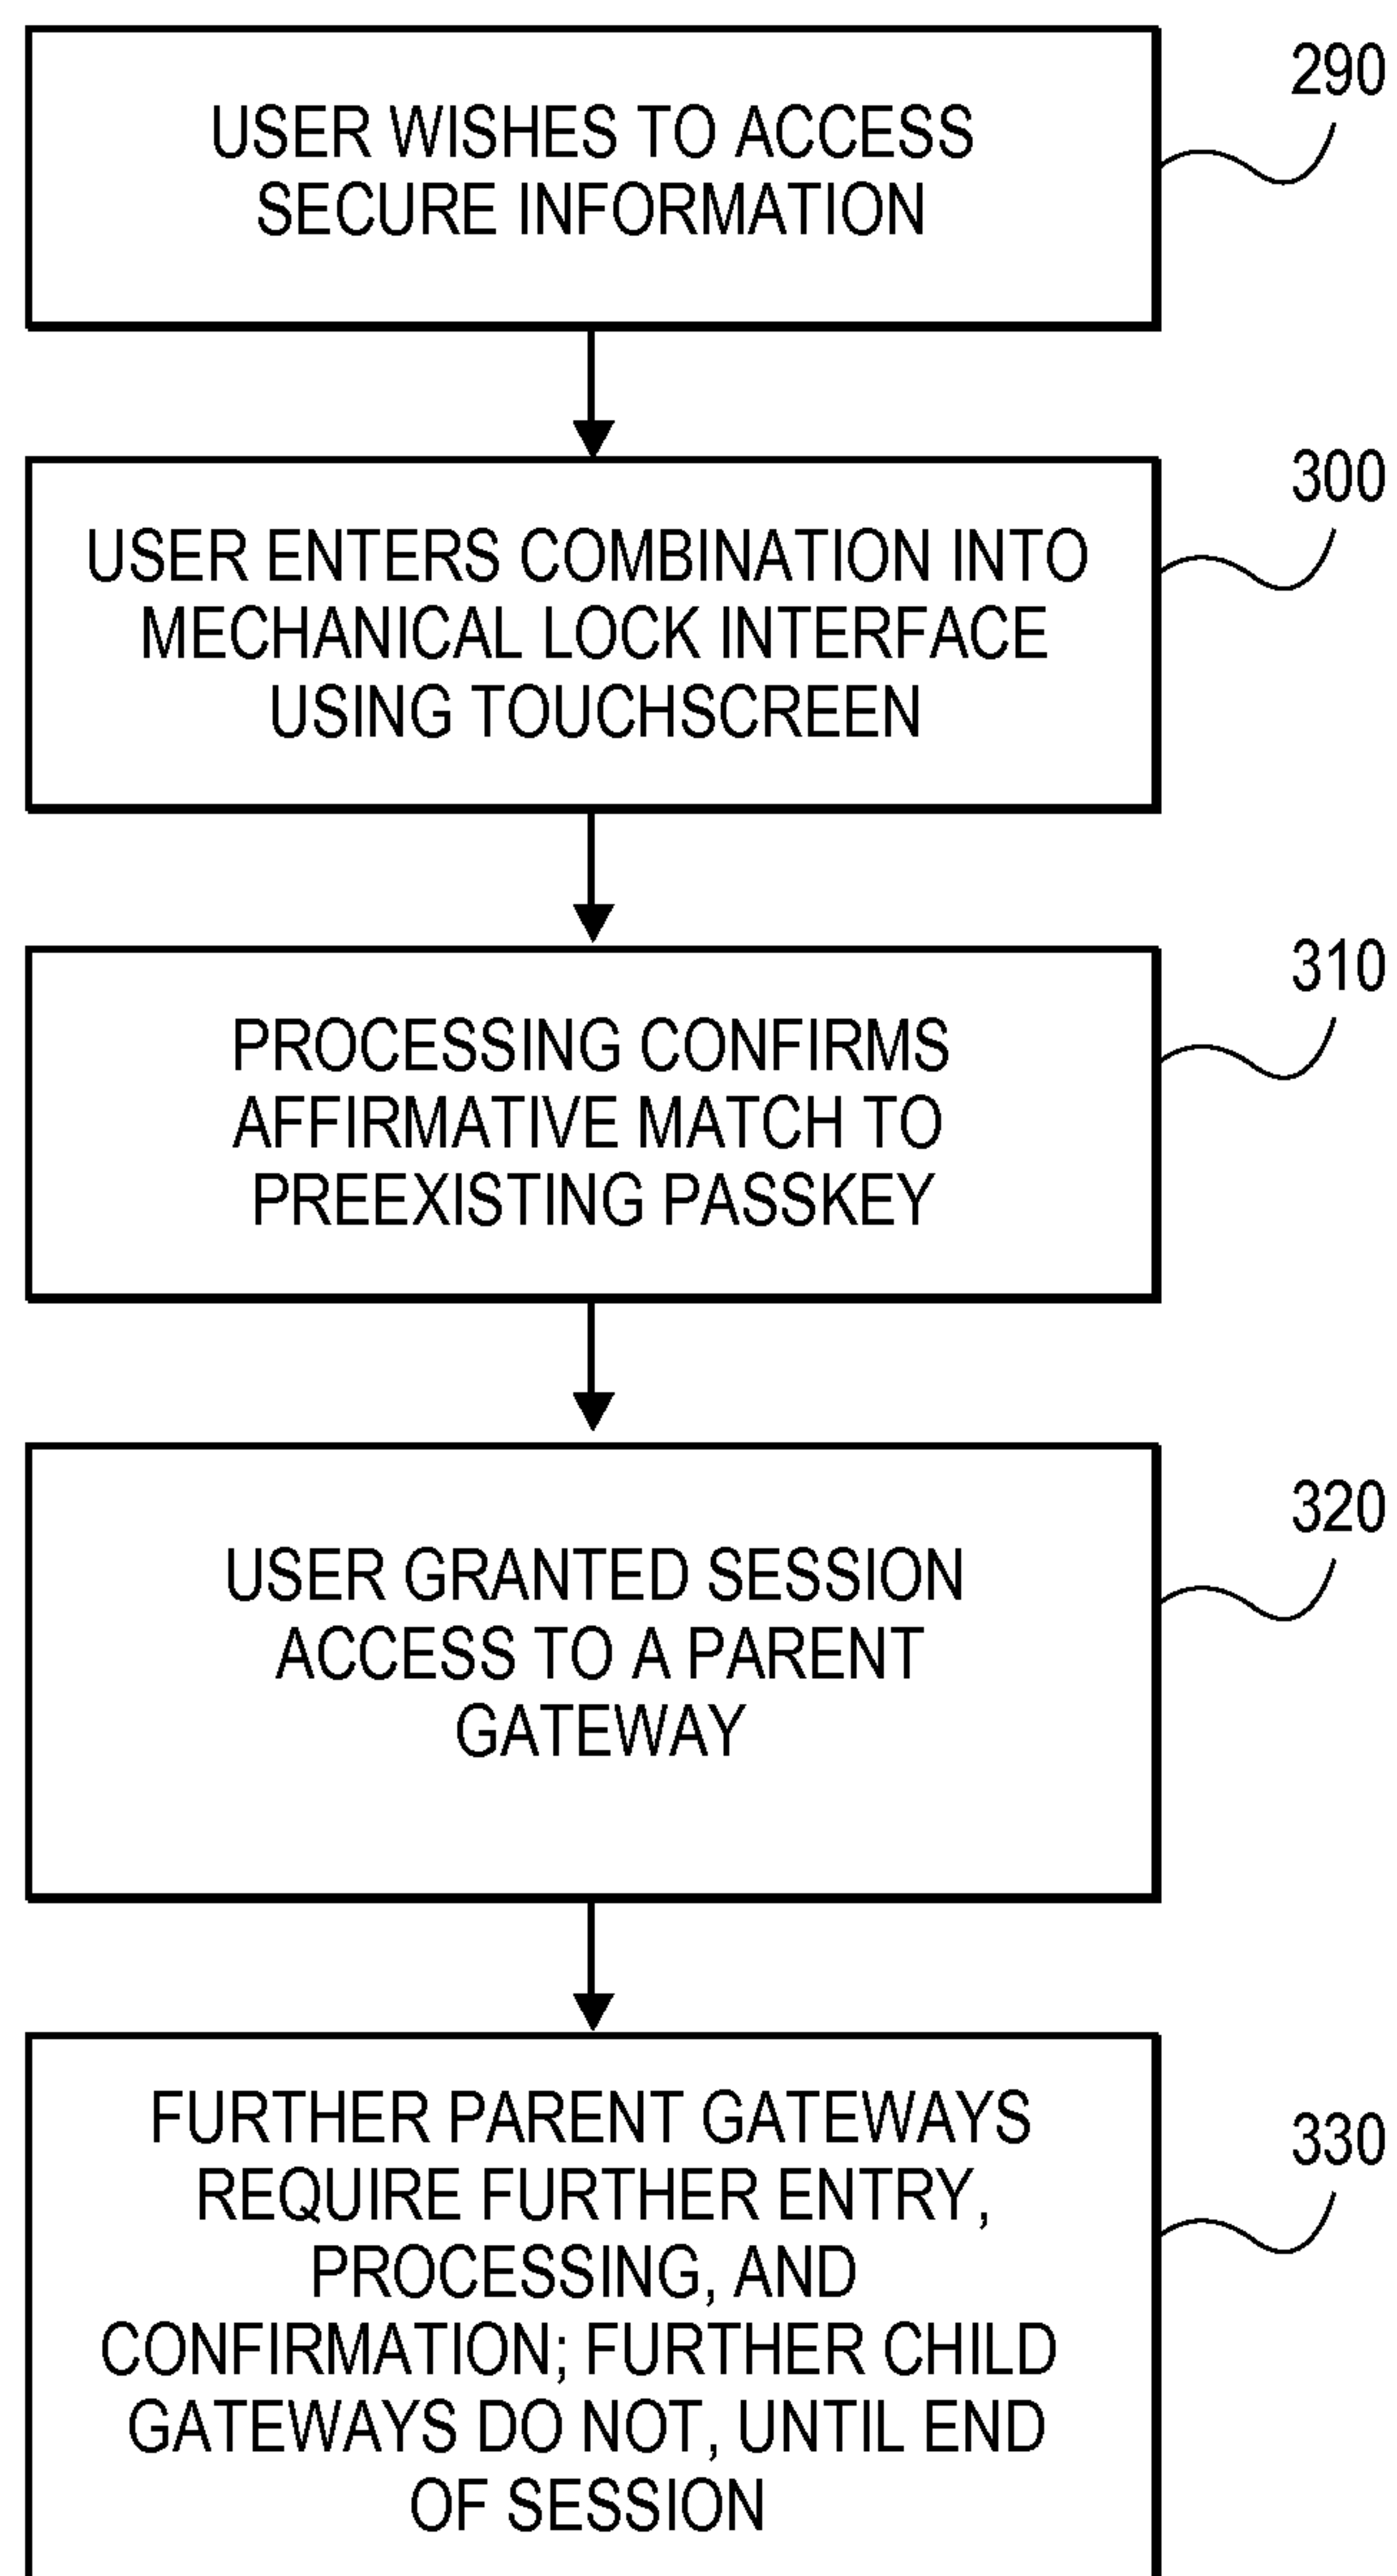 290
USER WISHES TO ACCESS
SECURE INFORMATION
300
USER ENTERS COMBINATION INTO
MECHANICAL LOCK INTERFACE
USING TOUCHSCREEN
310
PROCESSING CONFIRMS
AFFIRMATIVE MATCH TO
PREEXISTING PASSKEY
320
USER GRANTED SESSION
ACCESS TO A PARENT
GATEWAY
330
FURTHER PARENT GATEWAYS
REQUIRE FURTHER ENTRY,
PROCESSING, AND
CONFIRMATION; FURTHER CHILD
GATEWAYS DO NOT, UNTIL END
OF SESSION